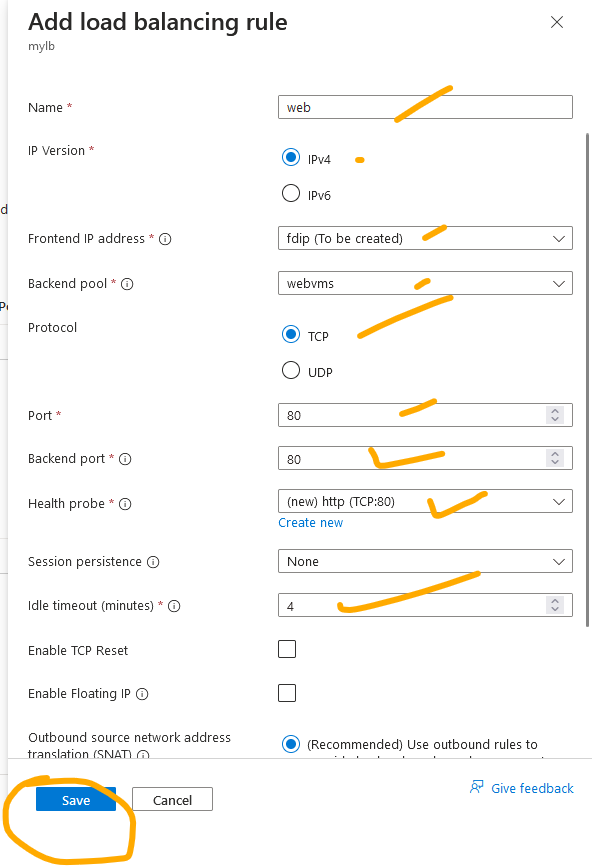 Add load balancing rule
mylb
Name *
web
IP Version *
IPv4
IPv6
Frontend IP address *
fdip (To be created)
Backend pool *
webvms
Protocol
TCP
UDP
Port *
80
Backend port *
80
Health probe *
(new) http (TCP:80)
Create new
Session persistence
None
Idle timeout (minutes) *
4
Enable TCP Reset
Enable Floating IP
Outbound source network address
translation (SNAT)
(Recommended) Use outbound rules to
Save
Cancel
Give feedback